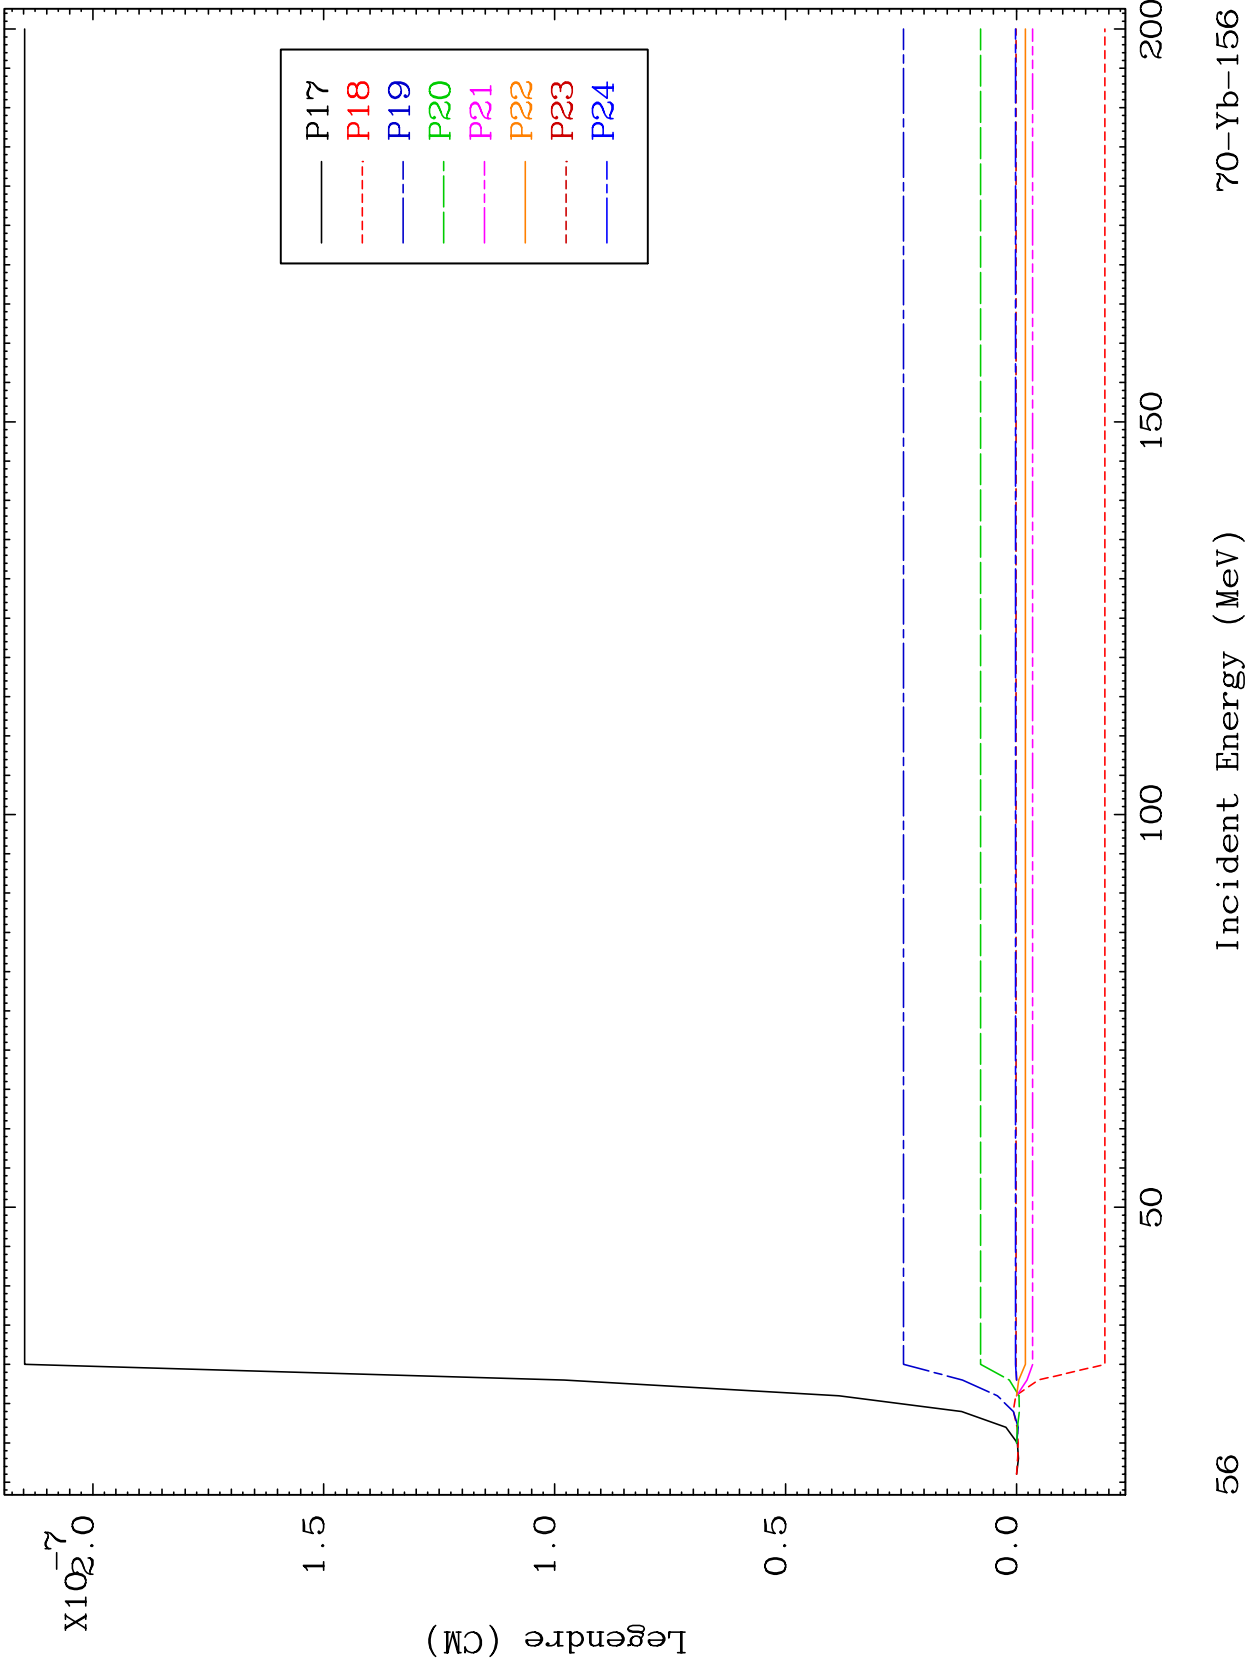 X10-7
2.0
1.5
1.0
0.5
0.0
Legendre (CM)
P17
P18
P19
P20
P21
P22
P23
P24
50
100
150
200
56
Incident Energy (MeV)
70-Yb-156